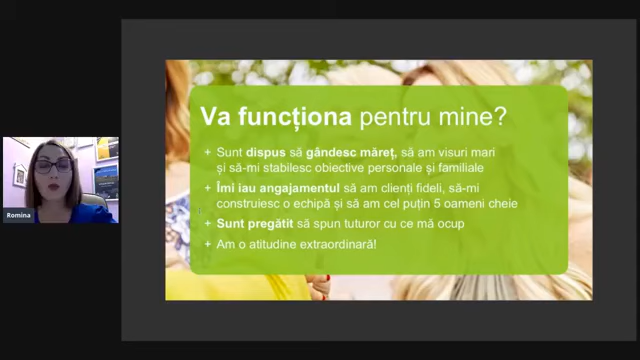 Va funcționa pentru mine?
+ Sunt dispus să gândesc măreț, să am visuri mari
și să-mi stabilesc obiective personale și familiale
+ Îmi iau angajamentul să am clienți fideli, să-mi
construiesc o echipă și să am cel puțin 5 oameni cheie
+ Sunt pregătit să spun tuturor cu ce mă ocup
+ Am o atitudine extraordinară!
Romina